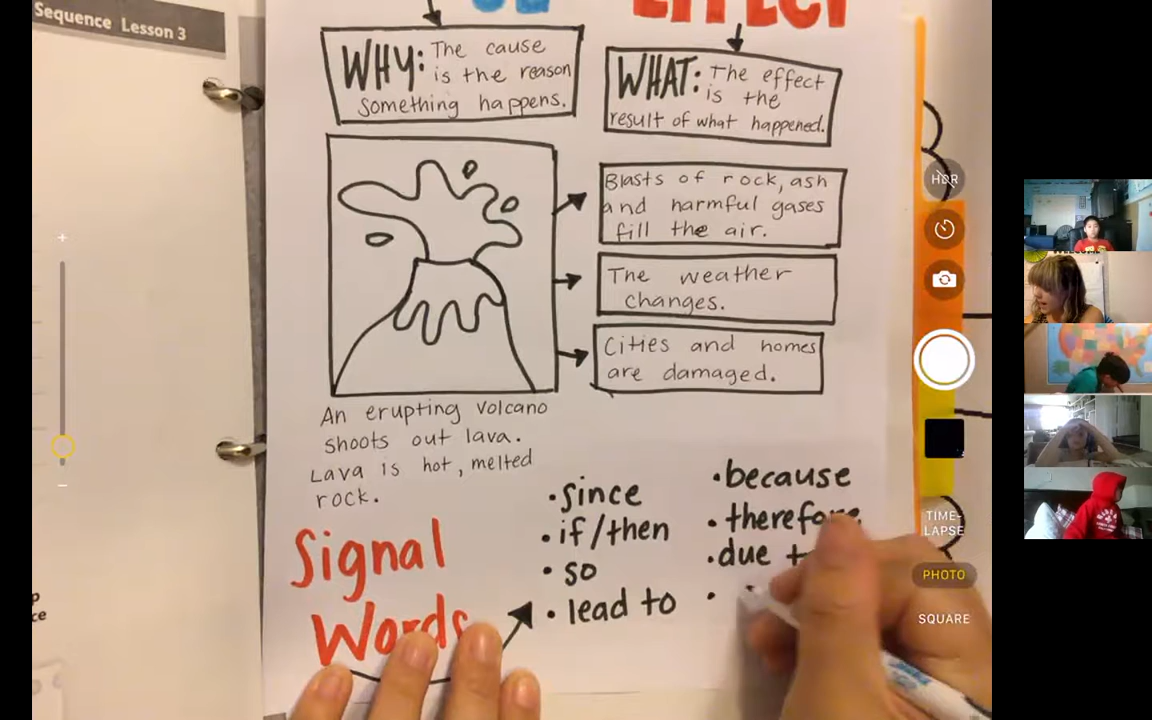 Sequence Lesson 3
EFFECT
WHY: The cause
is the reason
something happens.
WHAT: The effect
is the
result of what happened.
Blasts of rock, ash
and harmful gases
fill the air.
The weather
changes.
Cities and homes
are damaged.
An erupting volcano
shoots out lava.
Lava is hot, melted
rock.
Signal
Words
• since
• if/then
• so
• lead to
• because
• therefore
• due
HDR
TIME-
LAPSE
PHOTO
SQUARE